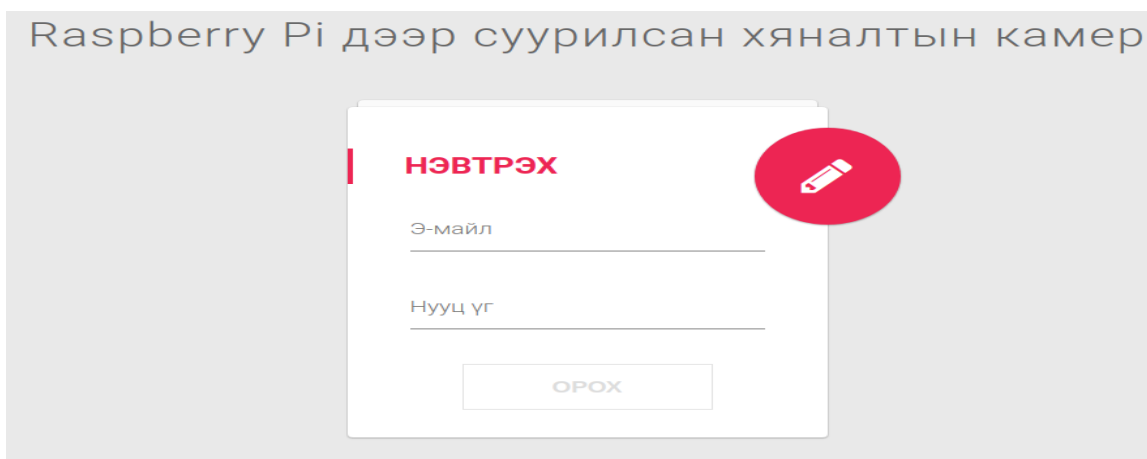 Raspberry Pi дээр суурилсан хяналтын камер
НЭВТРЭХ
Э-майл
Нууц үг
ОРОХ